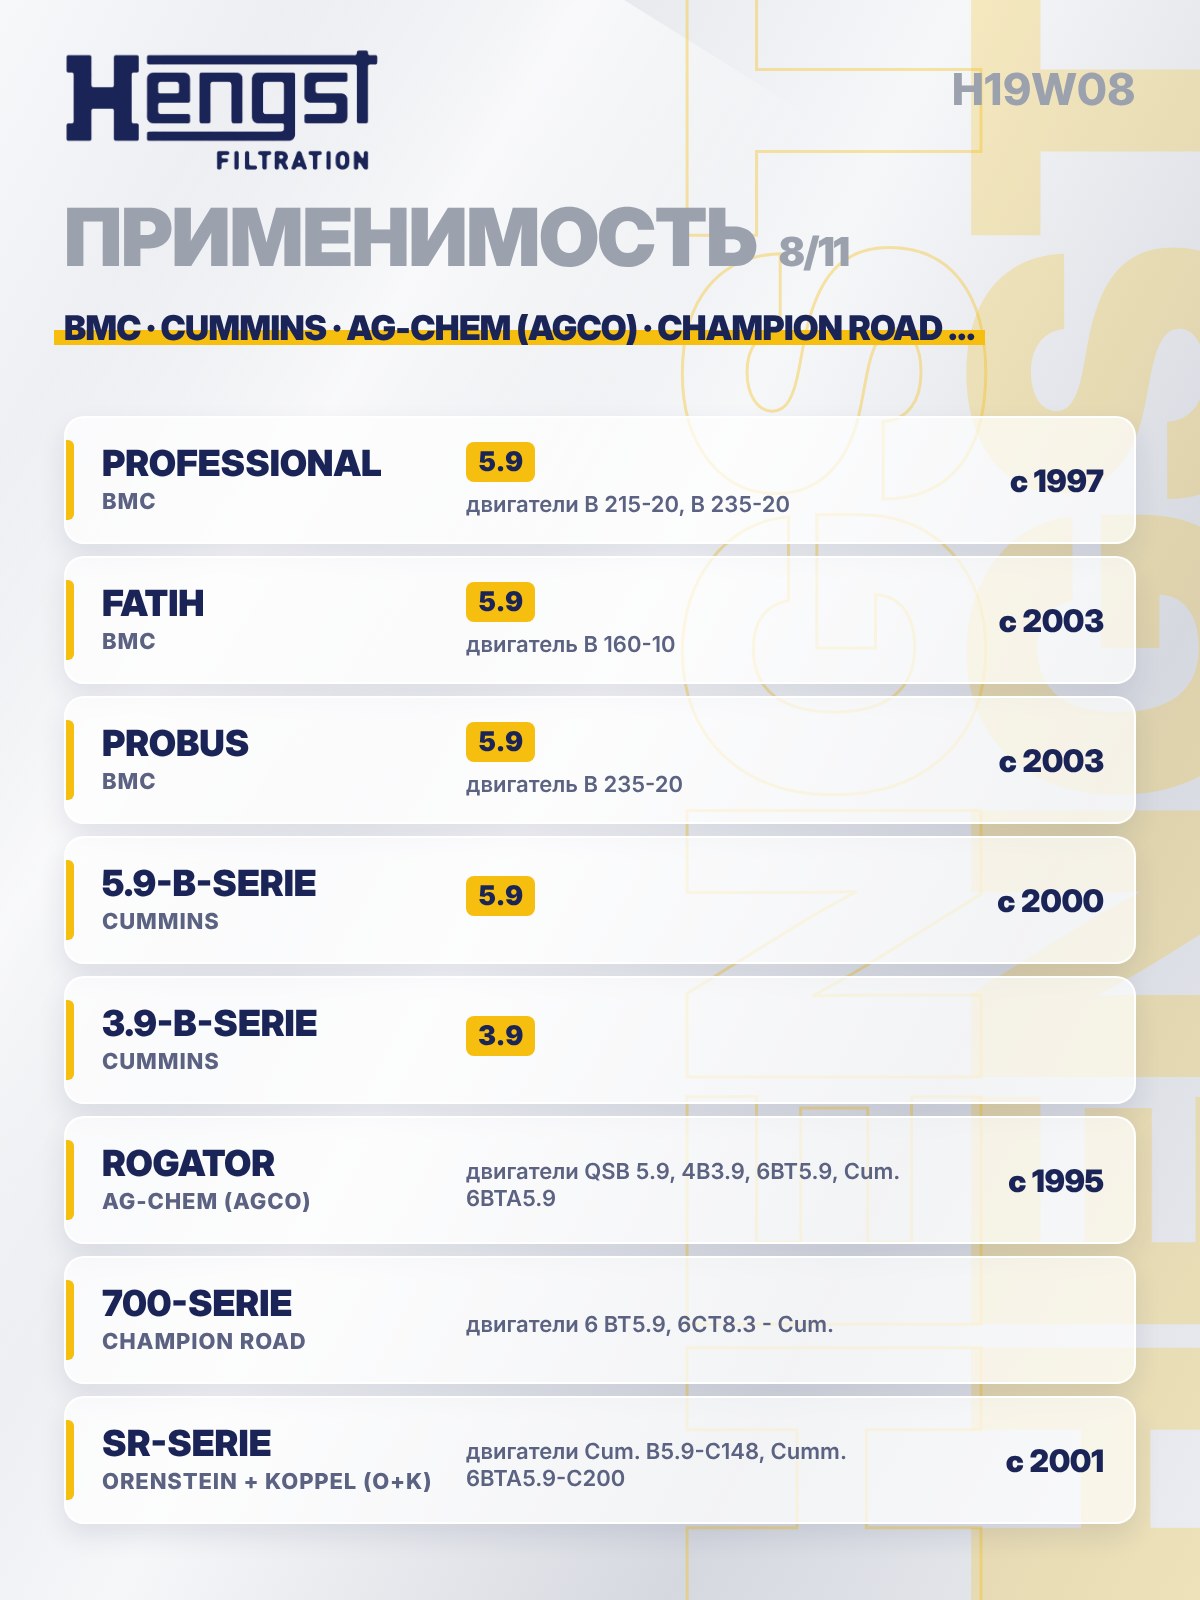 Hengst
FILTRATION
H19W08
ПРИМЕНИМОСТЬ 8/11
BMC · CUMMINS · AG-CHEM (AGCO) · CHAMPION ROAD ...
PROFESSIONAL
BMC
5.9
двигатели B 215-20, B 235-20
с 1997
FATIH
BMC
5.9
двигатель B 160-10
с 2003
PROBUS
BMC
5.9
двигатель B 235-20
с 2003
5.9-B-SERIE
CUMMINS
5.9
с 2000
3.9-B-SERIE
CUMMINS
3.9
ROGATOR
AG-CHEM (AGCO)
двигатели QSB 5.9, 4B3.9, 6BT5.9, Cum.
6BTA5.9
с 1995
700-SERIE
CHAMPION ROAD
двигатели 6 BT5.9, 6CT8.3 - Cum.
SR-SERIE
ORENSTEIN + KOPPEL (O+K)
двигатели Cum. B5.9-C148, Cumm.
6BTA5.9-C200
с 2001
HENGST
HENGST